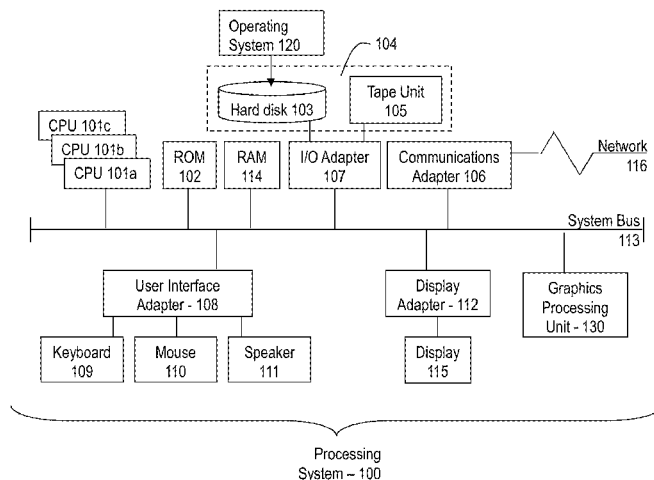 Operating
System 120
104
Hard disk 103
Tape Unit
105
CPU 101c
CPU 101b
CPU 101a
ROM
102
RAM
114
I/O Adapter
107
Communications
Adapter 106
Network
116
System Bus
113
User Interface
Adapter - 108
Display
Adapter - 112
Graphics
Processing
Unit - 130
Keyboard
109
Mouse
110
Speaker
111
Display
115
Processing
System – 100